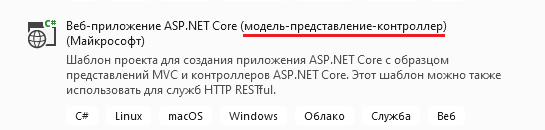 C#
Веб-приложение ASP.NET Core (модель-представление-контроллер)
(Майкрософт)
Шаблон проекта для создания приложения ASP.NET Core с образцом
представлений MVC и контроллеров ASP.NET Core. Этот шаблон можно также
использовать для служб HTTP RESTful.
C# Linux macOS Windows Облако Служба Веб